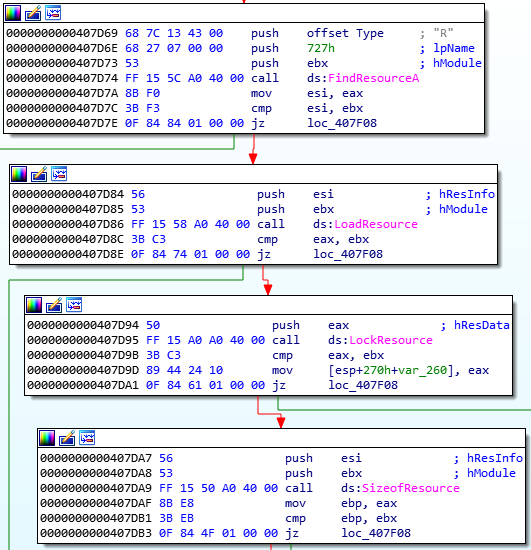 0000000000407D69 68 7C 13 43 00 push offset Type ; "R"
0000000000407D6E 68 27 07 00 00 push 727h ; lpName
0000000000407D73 53 push ebx ; hModule
0000000000407D74 FF 15 5C A0 40 00 call ds:FindResourceA
0000000000407D7A 8B F0 mov esi, eax
0000000000407D7C 3B F3 cmp esi, ebx
0000000000407D7E 0F 84 84 01 00 00 jz loc_407F08
0000000000407D84 56 push esi ; hResInfo
0000000000407D85 53 push ebx ; hModule
0000000000407D86 FF 15 58 A0 40 00 call ds:LoadResource
0000000000407D8C 3B C3 cmp eax, ebx
0000000000407D8E 0F 84 74 01 00 00 jz loc_407F08
0000000000407D94 50 push eax ; hResData
0000000000407D95 FF 15 A0 A0 40 00 call ds:LockResource
0000000000407D9B 3B C3 cmp eax, ebx
0000000000407D9D 89 44 24 10 mov [esp+270h+var_260], eax
0000000000407DA1 0F 84 61 01 00 00 jz loc_407F08
0000000000407DA7 56 push esi ; hResInfo
0000000000407DA8 53 push ebx ; hModule
0000000000407DA9 FF 15 50 A0 40 00 call ds:SizeofResource
0000000000407DAF 8B E8 mov ebp, eax
0000000000407DB1 3B EB cmp ebp, ebx
0000000000407DB3 0F 84 4F 01 00 00 jz loc_407F08